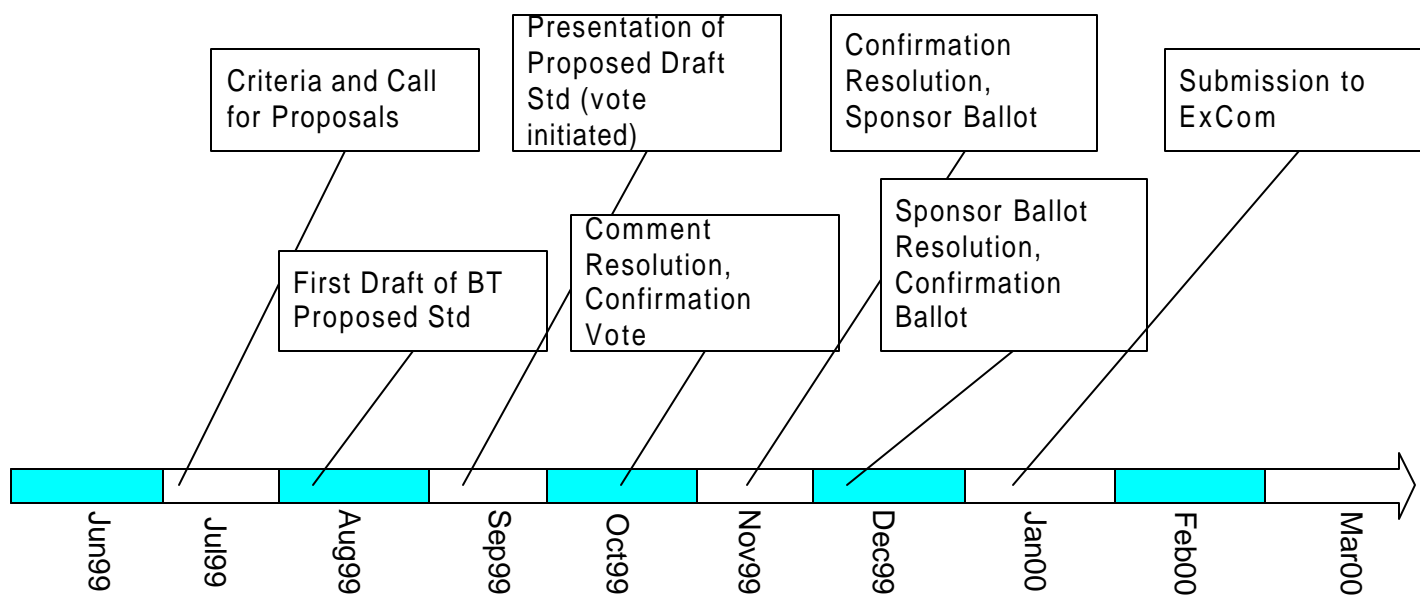 Criteria and Call
for Proposals
Presentation of
Proposed Draft
Std (vote
initiated)
Confirmation
Resolution,
Sponsor Ballot
Submission to
ExCom
First Draft of BT
Proposed Std
Comment
Resolution,
Confirmation
Vote
Sponsor Ballot
Resolution,
Confirmation
Ballot
Jun99
Jul99
Aug99
Sep99
Oct99
Nov99
Dec99
Jan00
Feb00
Mar00